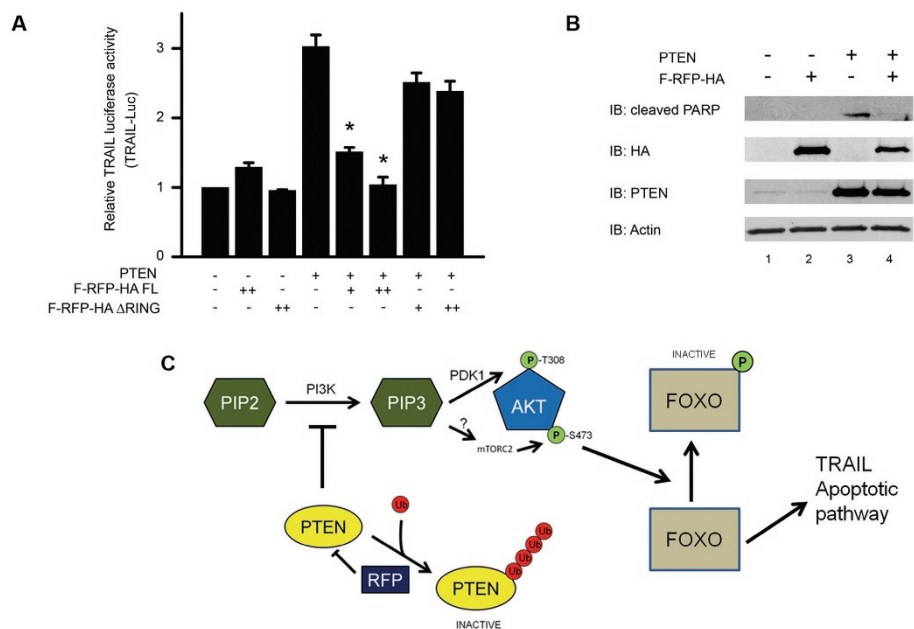 A
Relative TRAIL luciferase activity
(TRAIL-Luc)
3
2
1
0
PTEN - - - + + + + +
F-RFP-HA FL - ++ - - + ++ - -
F-RFP-HA ΔRING - - ++ - - - + ++
* *
B
PTEN - - + +
F-RFP-HA - + - +
IB: cleaved PARP
IB: HA
IB: PTEN
IB: Actin
1 2 3 4
C
PIP2
PI3K
PIP3
PDK1
?
mTORC2
P -T308
AKT
P -S473
INACTIVE
P
FOXO
FOXO
TRAIL
Apoptotic
pathway
PTEN
Ub
RFP
PTEN
Ub
Ub
Ub
Ub
INACTIVE